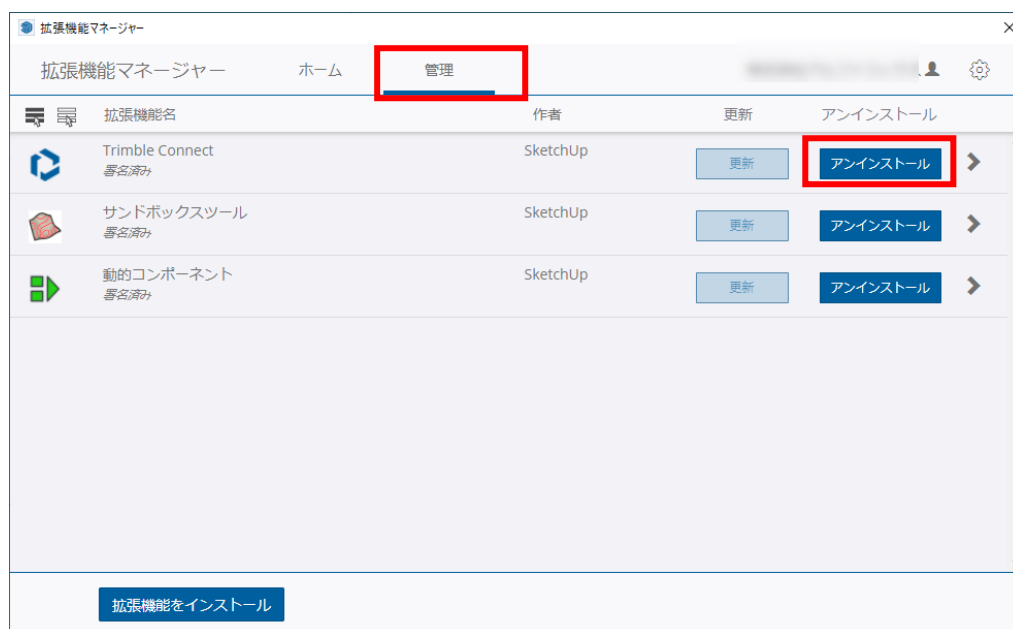 拡張機能マネージャー
拡張機能マネージャー ホーム 管理
拡張機能名 作者 更新 アンインストール
Trimble Connect SketchUp 更新 アンインストール
署名済み
サンドボックスツール SketchUp 更新 アンインストール
署名済み
動的コンポーネント SketchUp 更新 アンインストール
署名済み
拡張機能をインストール